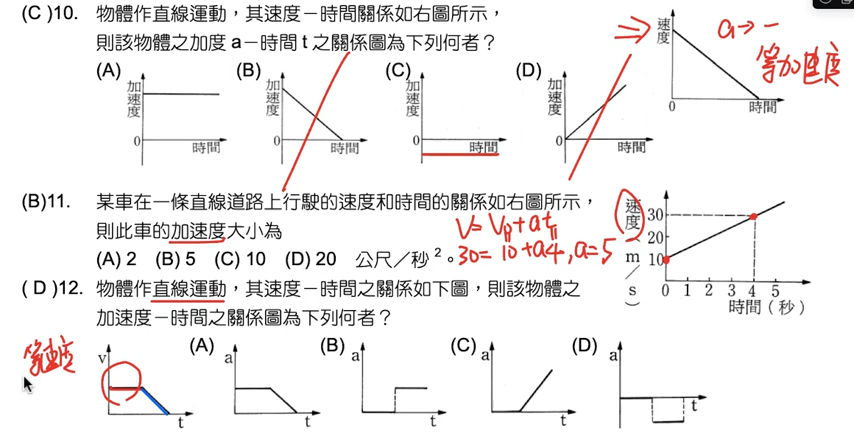 (C)10. 物體作直線運動，其速度－時間關係如右圖所示，
則該物體之加度 a－時間 t 之關係圖為下列何者？
(A) 加速度 0 時間 (B) 加速度 0 時間 (C) 加速度 0 時間 (D) 加速度 0 時間
速度 0 時間
a → －
等加速度
(B)11. 某車在一條直線道路上行駛的速度和時間的關係如右圖所示，
則此車的加速度大小為
(A) 2 (B) 5 (C) 10 (D) 20 公尺／秒²。
V = V₀ + at
30 = 10 + a4, a = 5
速度（m／s）
30
10
0 1 2 3 4 5
時間（秒）
(D)12. 物體作直線運動，其速度－時間之關係如下圖，則該物體之
加速度－時間之關係圖為下列何者？
等速度
v t (A) a t (B) a t (C) a t (D) a t